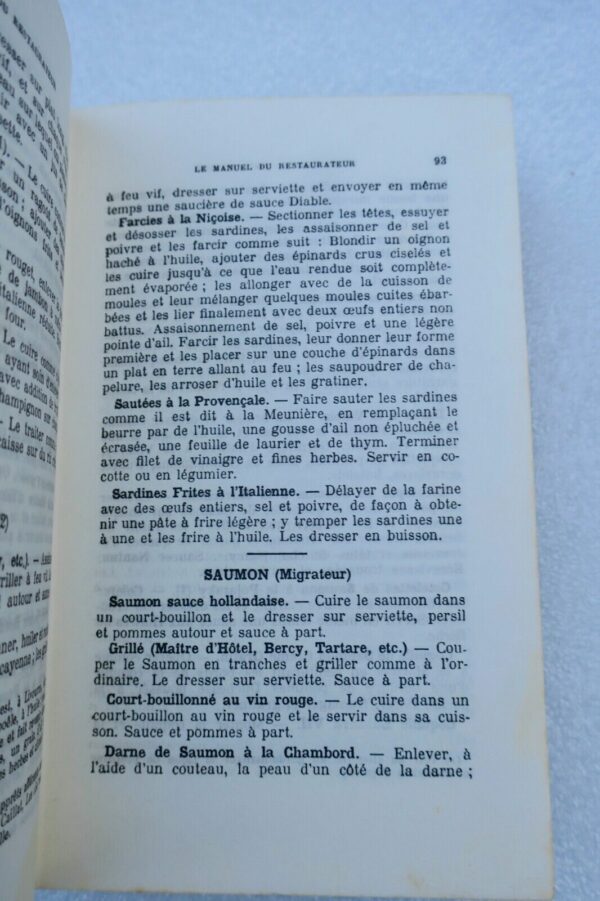 LE MANUEL DU RESTAURATEUR 93
à feu vif, dresser sur serviette et envoyer en même
temps une saucière de sauce Diable.
Farcies à la Niçoise. — Sectionner les têtes, essuyer
et désosser les sardines, les assaisonner de sel et
poivre et les farcir comme suit : Blondir un oignon
haché à l'huile, ajouter des épinards crus ciselés et
les cuire jusqu'à ce que l'eau rendue soit complète-
ment évaporée ; les allonger avec de la cuisson de
moules et leur mélanger quelques moules cuites ébar-
bées et les lier finalement avec deux œufs entiers non
battus. Assaisonnement de sel, poivre et une légère
pointe d'ail. Farcir les sardines, leur donner leur forme
première et les placer sur une couche d'épinards dans
un plat en terre allant au feu ; les saupoudrer de cha-
pelure, les arroser d'huile et les gratiner.
Sautées à la Provençale. — Faire sauter les sardines
comme il est dit à la Meunière, en remplaçant le
beurre par de l'huile, une gousse d'ail non épluchée et
écrasée, une feuille de laurier et de thym. Terminer
avec filet de vinaigre et fines herbes. Servir en co-
cotte ou en légumier.
Sardines Frites à l'Italienne. — Délayer de la farine
avec des œufs entiers, sel et poivre, de façon à obte-
nir une pâte à frire légère ; y tremper les sardines une
à une et les frire à l'huile. Les dresser en buisson.
SAUMON (Migrateur)
Saumon sauce hollandaise. — Cuire le saumon dans
un court-bouillon et le dresser sur serviette, persil
et pommes autour et sauce à part.
Grillé (Maître d'Hôtel, Bercy, Tartare, etc.) — Cou-
per le Saumon en tranches et griller comme à l'or-
dinaire. Le dresser sur serviette. Sauce à part.
Court-bouillonné au vin rouge. — Le cuire dans un
court-bouillon au vin rouge et le servir dans sa cuis-
son. Sauce et pommes à part.
Darne de Saumon à la Chambord. — Enlever, à
l'aide d'un couteau, la peau d'un côté de la darne ;